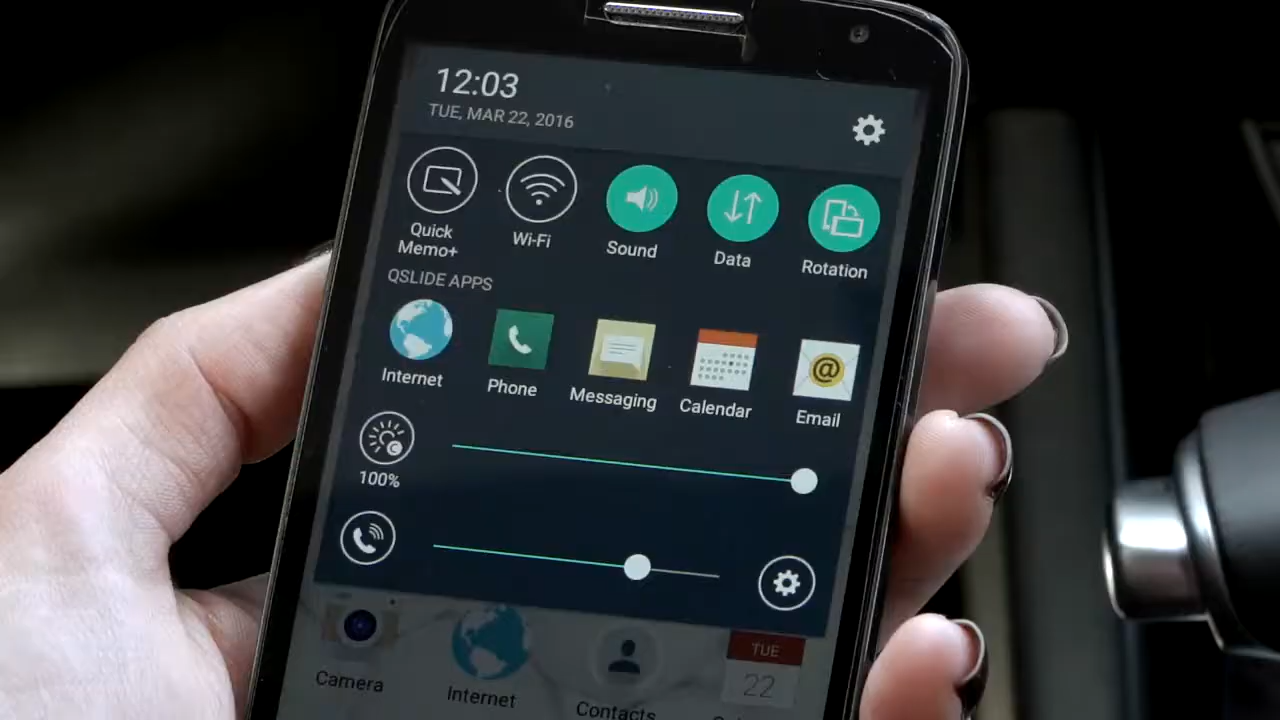 12:03
TUE, MAR 22, 2016
Quick
Memo+
Wi-Fi
Sound
Data
Rotation
QSLIDE APPS
Internet
Phone
Messaging
Calendar
@
Email
100%
TUE
22
Camera
Internet
Contacts